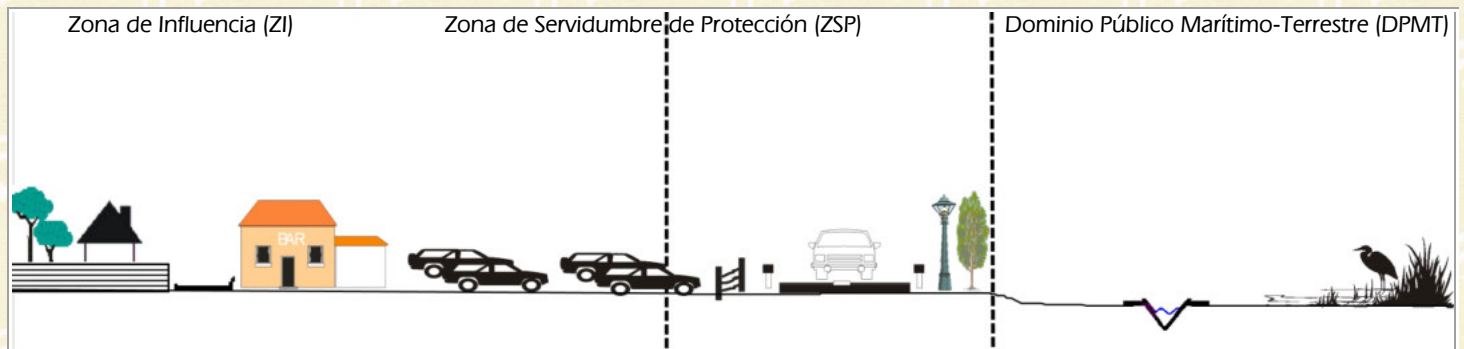 Zona de Influencia (ZI)
Zona de Servidumbre de Protección (ZSP)
Dominio Público Marítimo-Terrestre (DPMT)
BAR